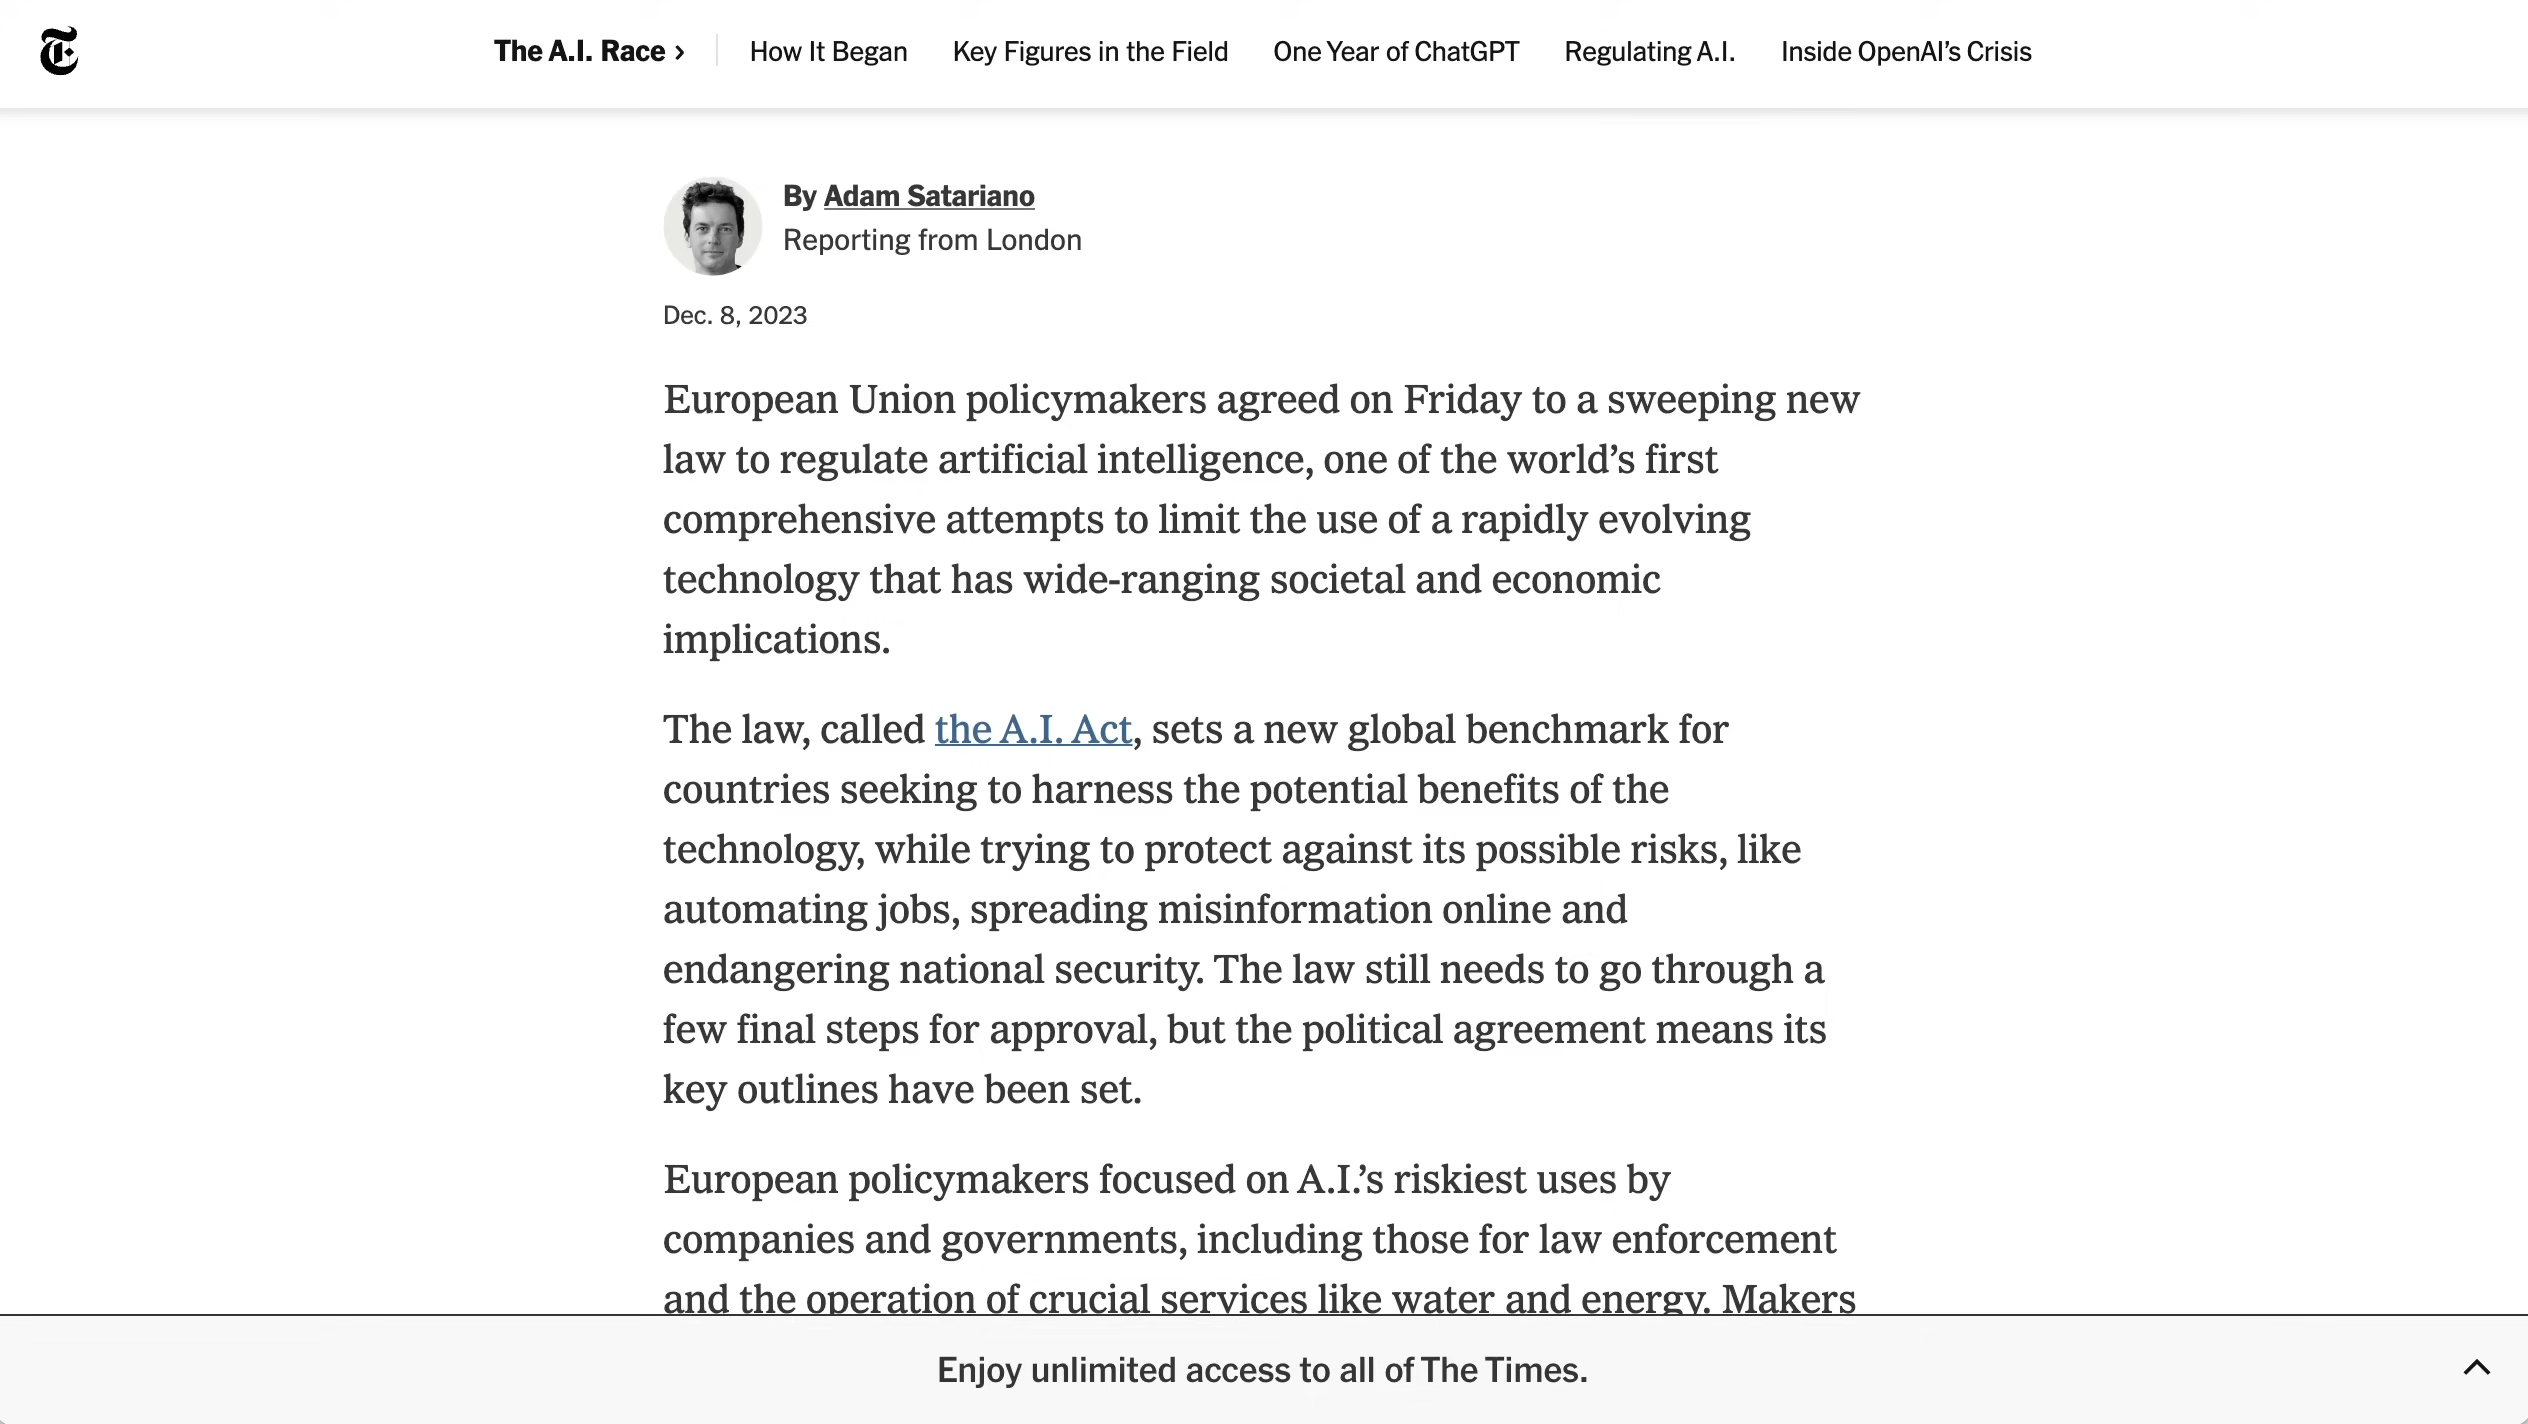 The A.I. Race ›
How It Began
Key Figures in the Field
One Year of ChatGPT
Regulating A.I.
Inside OpenAI’s Crisis
By Adam Satariano
Reporting from London
Dec. 8, 2023
European Union policymakers agreed on Friday to a sweeping new
law to regulate artificial intelligence, one of the world’s first
comprehensive attempts to limit the use of a rapidly evolving
technology that has wide-ranging societal and economic
implications.
The law, called the A.I. Act, sets a new global benchmark for
countries seeking to harness the potential benefits of the
technology, while trying to protect against its possible risks, like
automating jobs, spreading misinformation online and
endangering national security. The law still needs to go through a
few final steps for approval, but the political agreement means its
key outlines have been set.
European policymakers focused on A.I.’s riskiest uses by
companies and governments, including those for law enforcement
and the operation of crucial services like water and energy. Makers
Enjoy unlimited access to all of The Times.